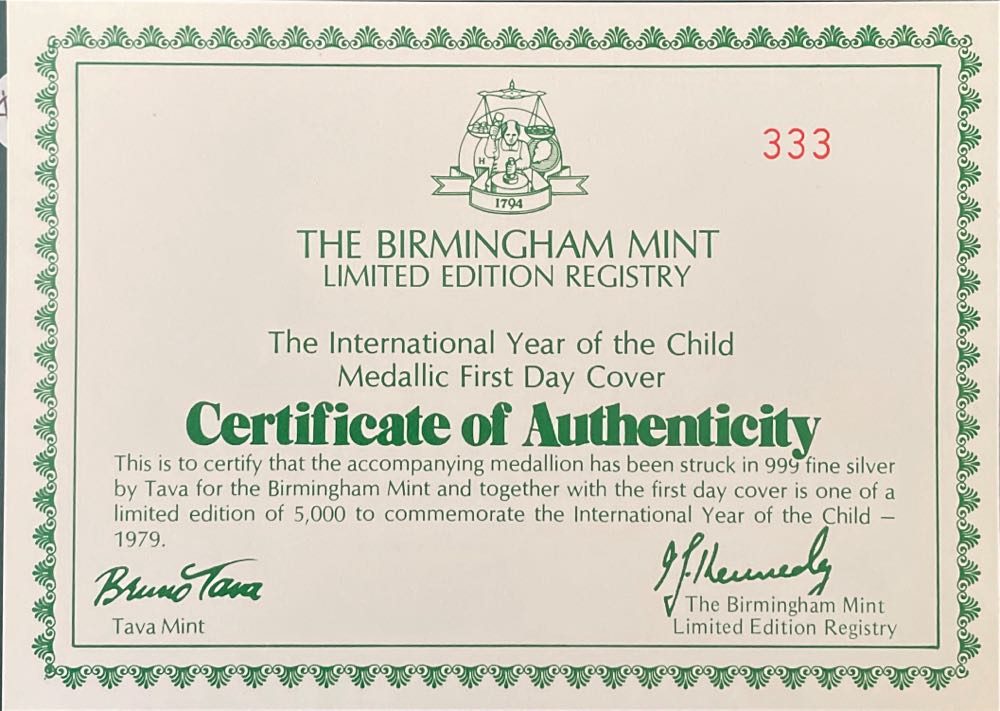 333
H
1794
THE BIRMINGHAM MINT
LIMITED EDITION REGISTRY
The International Year of the Child
Medallic First Day Cover
Certificate of Authenticity
This is to certify that the accompanying medallion has been struck in 999 fine silver
by Tava for the Birmingham Mint and together with the first day cover is one of a
limited edition of 5,000 to commemorate the International Year of the Child –
1979.
Bruno Tava
Tava Mint
J. Kennedy
The Birmingham Mint
Limited Edition Registry